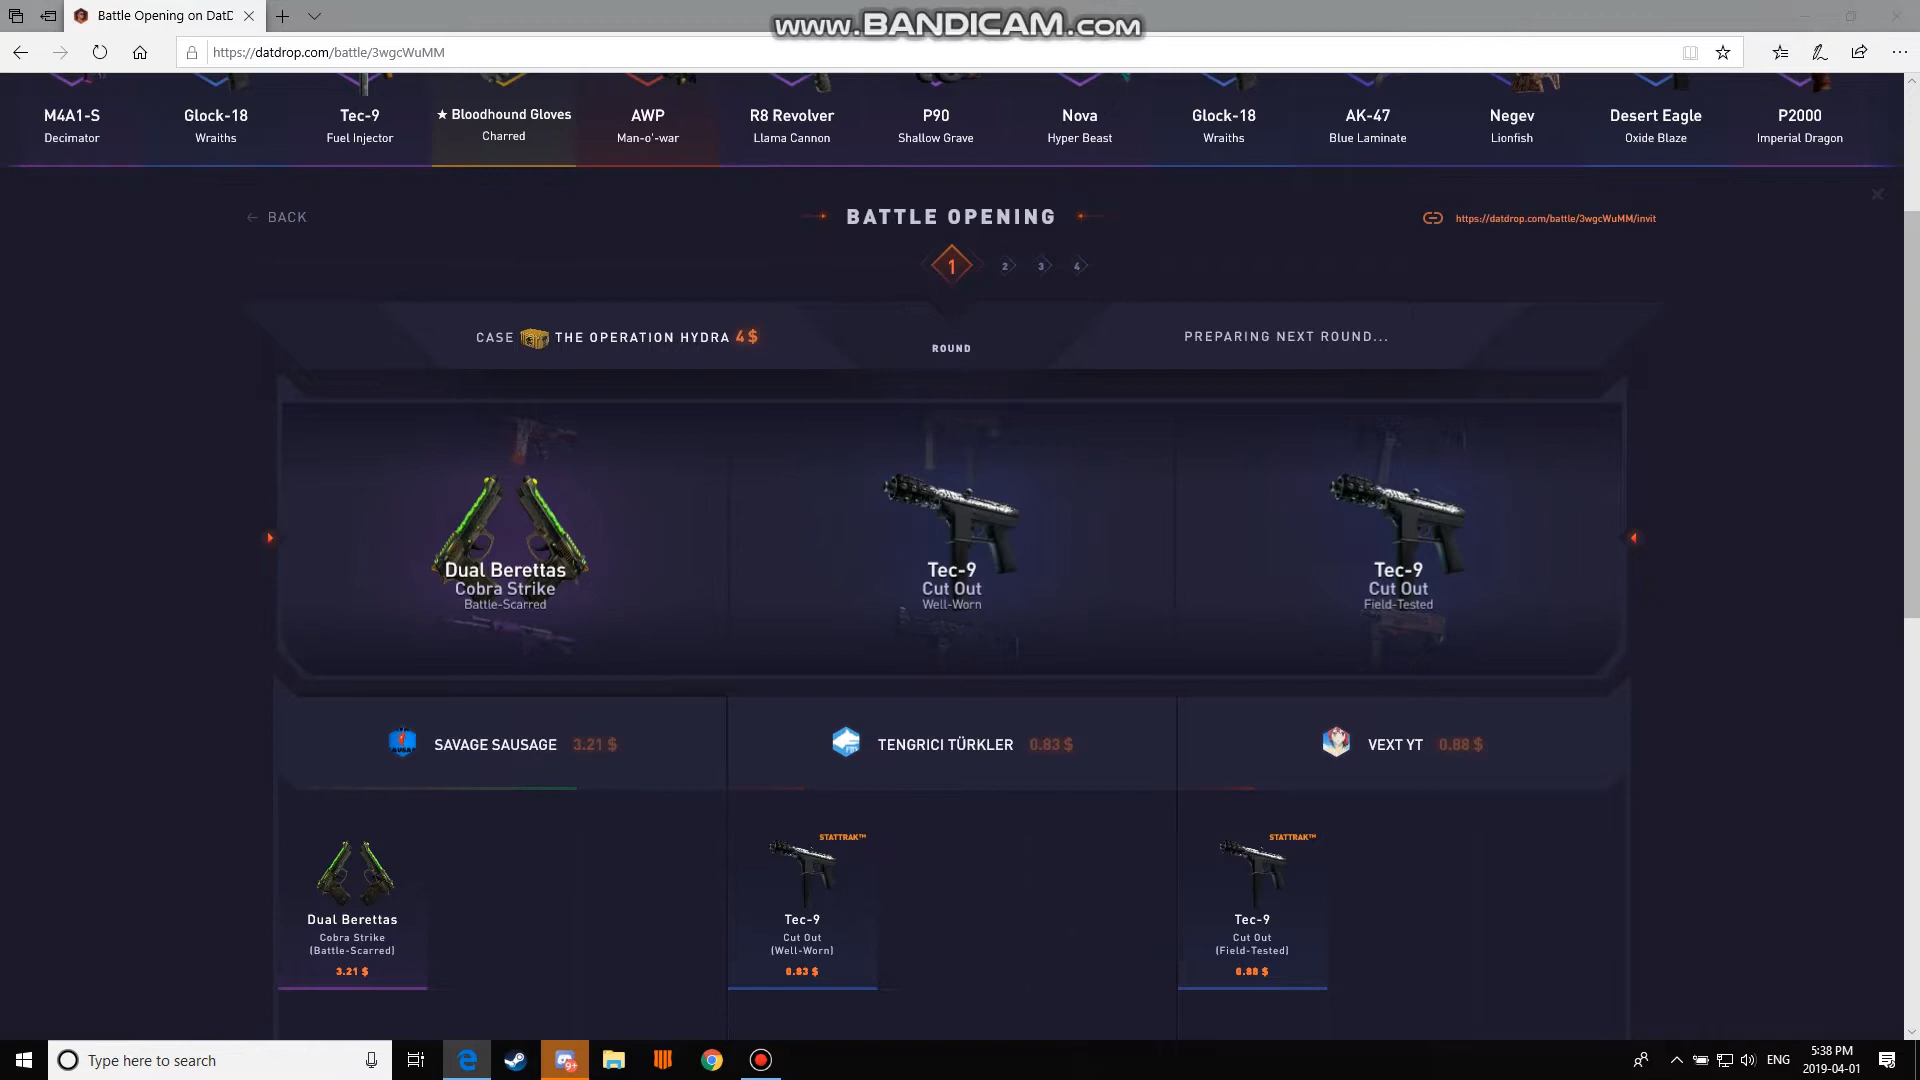 Battle Opening on DatD
www.BANDICAM.com
https://datdrop.com/battle/3wgcWuMM
M4A1-S
Decimator
Glock-18
Wraiths
Tec-9
Fuel Injector
★ Bloodhound Gloves
Charred
AWP
Man-o'-war
R8 Revolver
Llama Cannon
P90
Shallow Grave
Nova
Hyper Beast
Glock-18
Wraiths
AK-47
Blue Laminate
Negev
Lionfish
Desert Eagle
Oxide Blaze
P2000
Imperial Dragon
← BACK
BATTLE OPENING
https://datdrop.com/battle/3wgcWuMM/invit
1 2 3 4
CASE THE OPERATION HYDRA 4 $
ROUND
PREPARING NEXT ROUND...
Dual Berettas
Cobra Strike
Battle-Scarred
Tec-9
Cut Out
Well-Worn
Tec-9
Cut Out
Field-Tested
SAVAGE SAUSAGE 3.21 $
TENGRICI TÜRKLER 0.83 $
VEXT YT 0.88 $
Dual Berettas
Cobra Strike
(Battle-Scarred)
3.21 $
STATTRAK™
Tec-9
Cut Out
(Well-Worn)
0.83 $
STATTRAK™
Tec-9
Cut Out
(Field-Tested)
0.88 $
Type here to search
9+
ENG
5:38 PM
2019-04-01